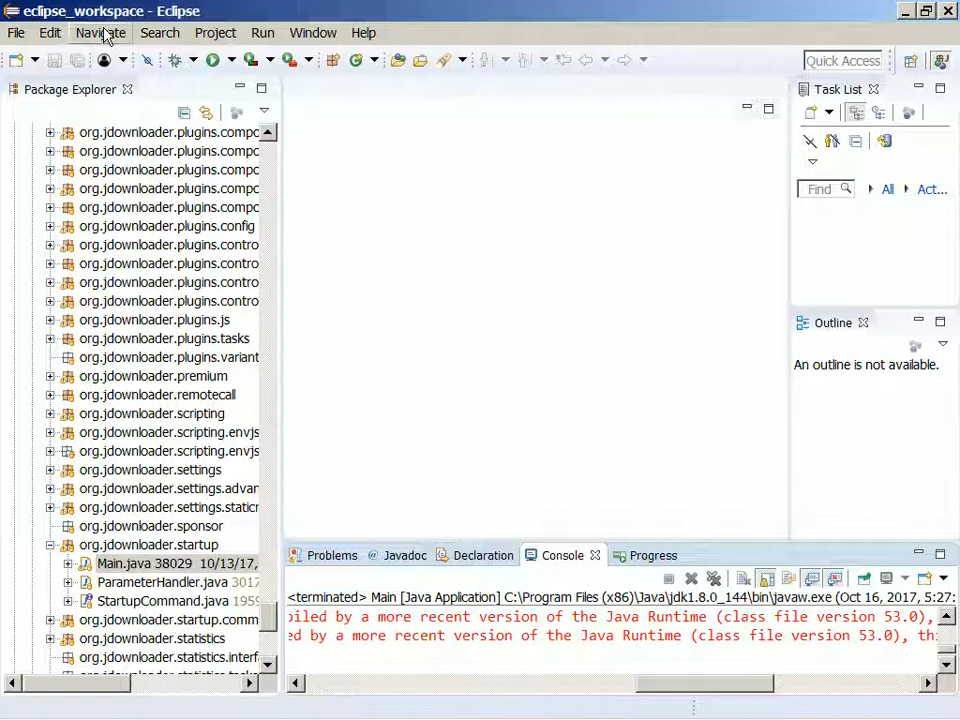 eclipse_workspace - Eclipse
File Edit Navigate Search Project Run Window Help
Quick Access
Package Explorer
Task List
org.jdownloader.plugins.compo
org.jdownloader.plugins.compo
org.jdownloader.plugins.compo
org.jdownloader.plugins.compo
org.jdownloader.plugins.compo
org.jdownloader.plugins.config
org.jdownloader.plugins.contro
org.jdownloader.plugins.contro
org.jdownloader.plugins.contro
org.jdownloader.plugins.contro
org.jdownloader.plugins.js
org.jdownloader.plugins.tasks
org.jdownloader.plugins.variant
org.jdownloader.premium
org.jdownloader.remotecall
org.jdownloader.scripting
org.jdownloader.scripting.envjs
org.jdownloader.scripting.envjs
org.jdownloader.settings
org.jdownloader.settings.advan
org.jdownloader.settings.static
org.jdownloader.sponsor
org.jdownloader.startup
Main.java 38029 10/13/17,
ParameterHandler.java 3017
StartupCommand.java 1959
org.jdownloader.startup.comm
org.jdownloader.statistics
org.jdownloader.statistics.interf
Find All Act...
Outline
An outline is not available.
Problems Javadoc Declaration Console Progress
<terminated> Main [Java Application] C:\Program Files (x86)\Java\jdk1.8.0_144\bin\javaw.exe (Oct 16, 2017, 5:27:
piled by a more recent version of the Java Runtime (class file version 53.0),
ed by a more recent version of the Java Runtime (class file version 53.0), thi